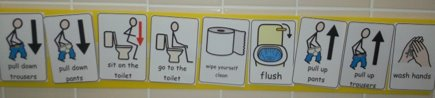 pull down
trousers
pull down
pants
sit on the
toilet
go to the
toilet
wipe yourself
clean
flush
pull up
pants
pull up
trousers
wash hands